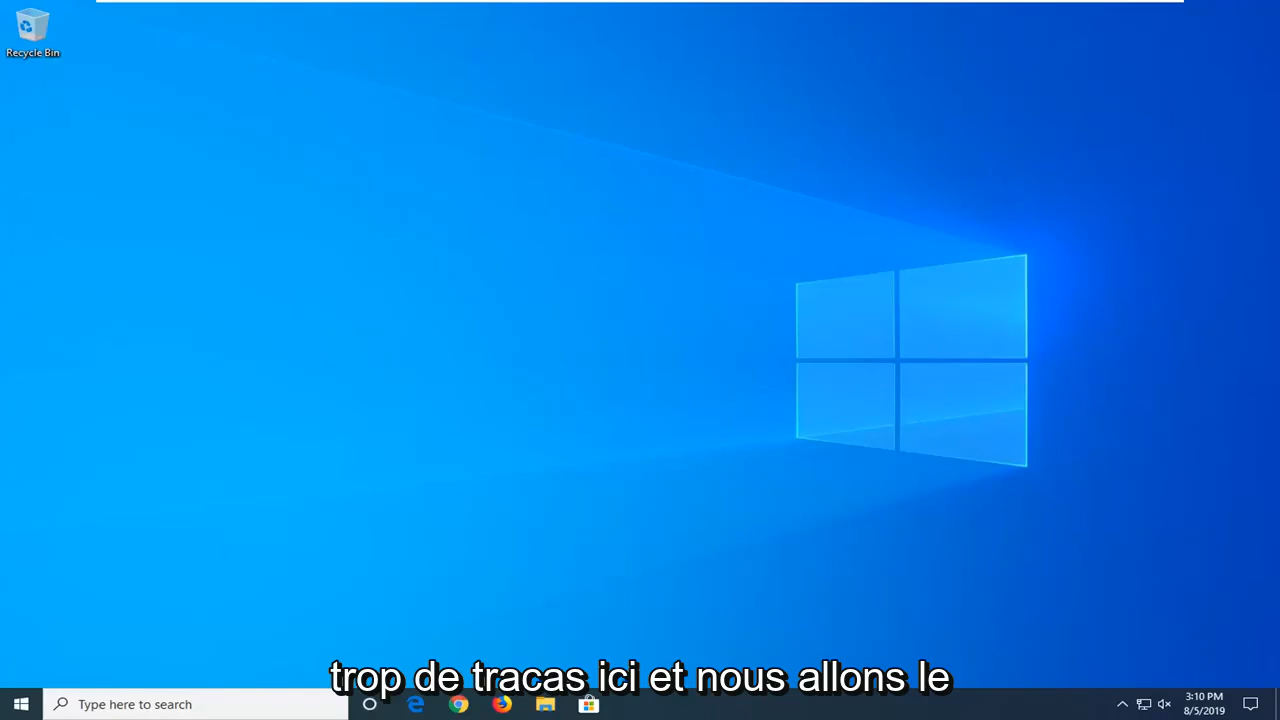 Recycle Bin
trop de tracas ici et nous allons le
Type here to search
3:10 PM
8/5/2019